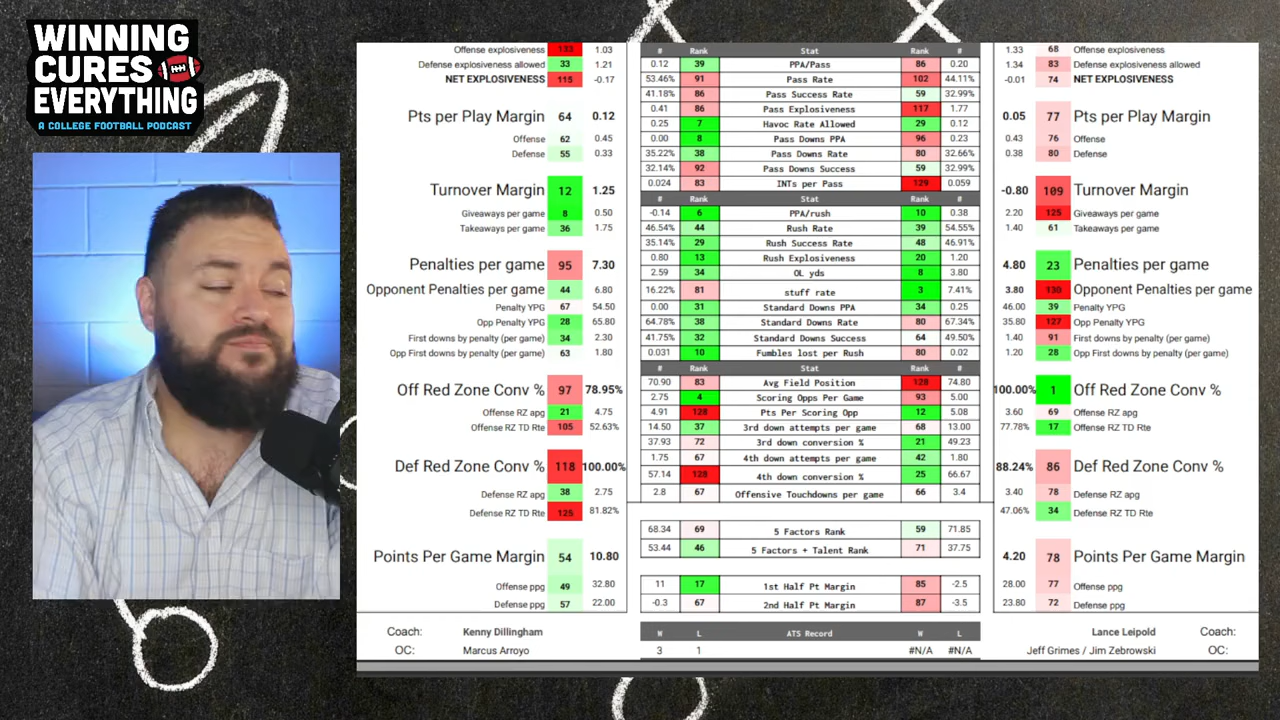 WINNING
CURES
EVERYTHING
A COLLEGE FOOTBALL PODCAST
Offense explosiveness 133 1.03
Defense explosiveness allowed 33 1.21
NET EXPLOSIVENESS 115 -0.17
Pts per Play Margin 64 0.12
Offense 62 0.45
Defense 55 0.33
Turnover Margin 12 1.25
Giveaways per game 8 0.50
Takeaways per game 36 1.75
Penalties per game 95 7.30
Opponent Penalties per game 44 6.80
Penalty YPG 67 54.50
Opp Penalty YPG 28 65.80
First downs by penalty (per game) 34 2.30
Opp First downs by penalty (per game) 63 1.80
Off Red Zone Conv % 97 78.95%
Offense RZ apg 21 4.75
Offense RZ TD Rte 105 52.63%
Def Red Zone Conv % 118 100.00%
Defense RZ apg 38 2.75
Defense RZ TD Rte 125 81.82%
Points Per Game Margin 54 10.80
Offense ppg 49 32.80
Defense ppg 57 22.00
Coach: Kenny Dillingham
OC: Marcus Arroyo
# Rank Stat Rank #
0.12 39 PPA/Pass 86 0.20
53.46% 91 Pass Rate 102 44.11%
41.18% 86 Pass Success Rate 59 32.99%
0.41 86 Pass Explosiveness 117 1.77
0.25 7 Havoc Rate Allowed 29 0.12
0.00 8 Pass Downs PPA 96 0.23
35.22% 38 Pass Downs Rate 80 32.66%
32.14% 92 Pass Downs Success 59 32.99%
0.024 83 INTs per Pass 129 0.059
# Rank Stat Rank #
-0.14 6 PPA/rush 10 0.38
46.54% 44 Rush Rate 39 54.55%
35.14% 29 Rush Success Rate 48 46.91%
0.80 13 Rush Explosiveness 20 1.20
2.59 34 OL yds 8 3.80
16.22% 81 stuff rate 3 7.41%
0.00 31 Standard Downs PPA 34 0.25
64.78% 38 Standard Downs Rate 80 67.34%
41.75% 32 Standard Downs Success 64 49.50%
0.031 10 Fumbles lost per Rush 80 0.02
# Rank Stat Rank #
70.90 83 Avg Field Position 128 74.80
2.75 4 Scoring Opps Per Game 93 5.00
4.91 128 Pts Per Scoring Opp 12 5.08
14.50 37 3rd down attempts per game 68 13.00
37.93 72 3rd down conversion % 21 49.23
1.75 67 4th down attempts per game 42 1.80
57.14 128 4th down conversion % 25 66.67
2.8 67 Offensive Touchdowns per game 66 3.4
68.34 69 5 Factors Rank 59 71.85
53.44 46 5 Factors + Talent Rank 71 37.75
11 17 1st Half Pt Margin 85 -2.5
-0.3 67 2nd Half Pt Margin 87 -3.5
W L ATS Record W L
3 1 #N/A #N/A
1.33 68 Offense explosiveness
1.34 83 Defense explosiveness allowed
-0.01 74 NET EXPLOSIVENESS
0.05 77 Pts per Play Margin
0.43 76 Offense
0.38 80 Defense
-0.80 109 Turnover Margin
2.20 125 Giveaways per game
1.40 61 Takeaways per game
4.80 23 Penalties per game
3.80 130 Opponent Penalties per game
46.00 39 Penalty YPG
35.80 127 Opp Penalty YPG
1.40 91 First downs by penalty (per game)
1.20 28 Opp First downs by penalty (per game)
100.00% 1 Off Red Zone Conv %
3.60 69 Offense RZ apg
77.78% 17 Offense RZ TD Rte
88.24% 86 Def Red Zone Conv %
3.40 78 Defense RZ apg
47.06% 34 Defense RZ TD Rte
4.20 78 Points Per Game Margin
28.00 77 Offense ppg
23.80 72 Defense ppg
Lance Leipold Coach:
Jeff Grimes / Jim Zebrowski OC: